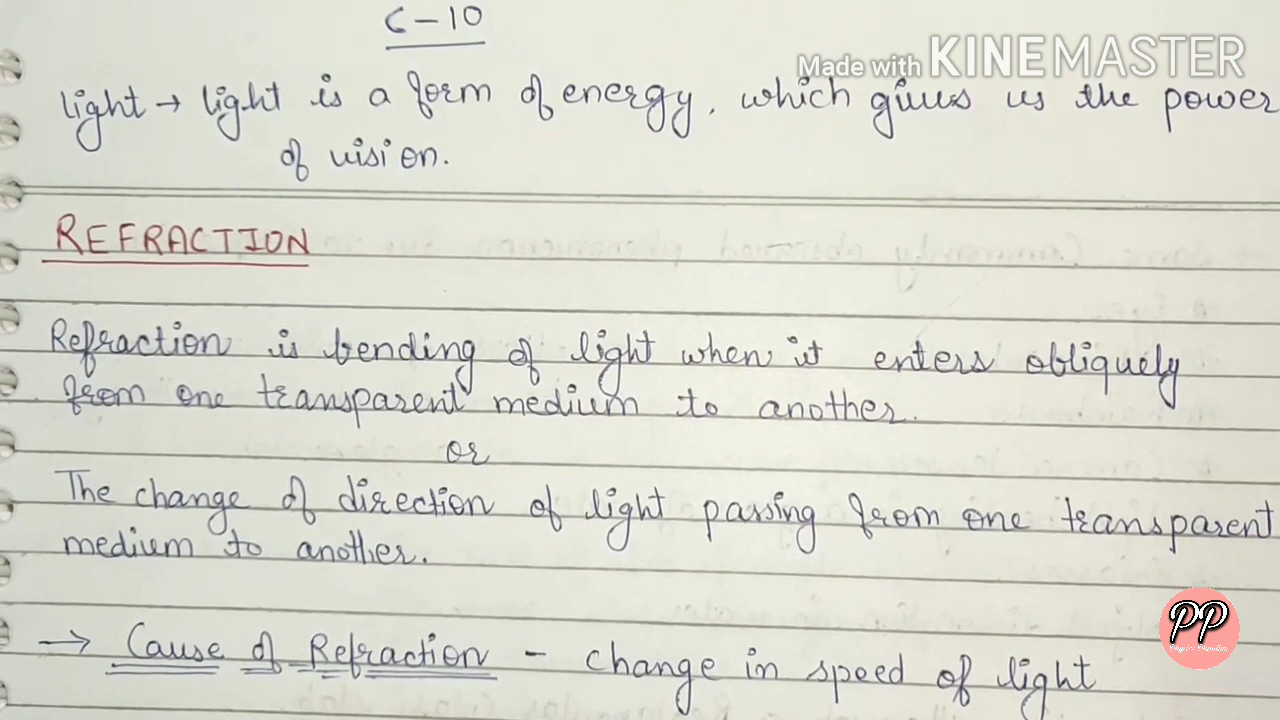 C-10
Made with KINEMASTER
light → light is a form of energy, which gives us the power
of vision.
REFRACTION
Refraction is bending of light when it enters obliquely
from one transparent medium to another.
or
The change of direction of light passing from one transparent
medium to another.
→ Cause of Refraction - change in speed of light
PP